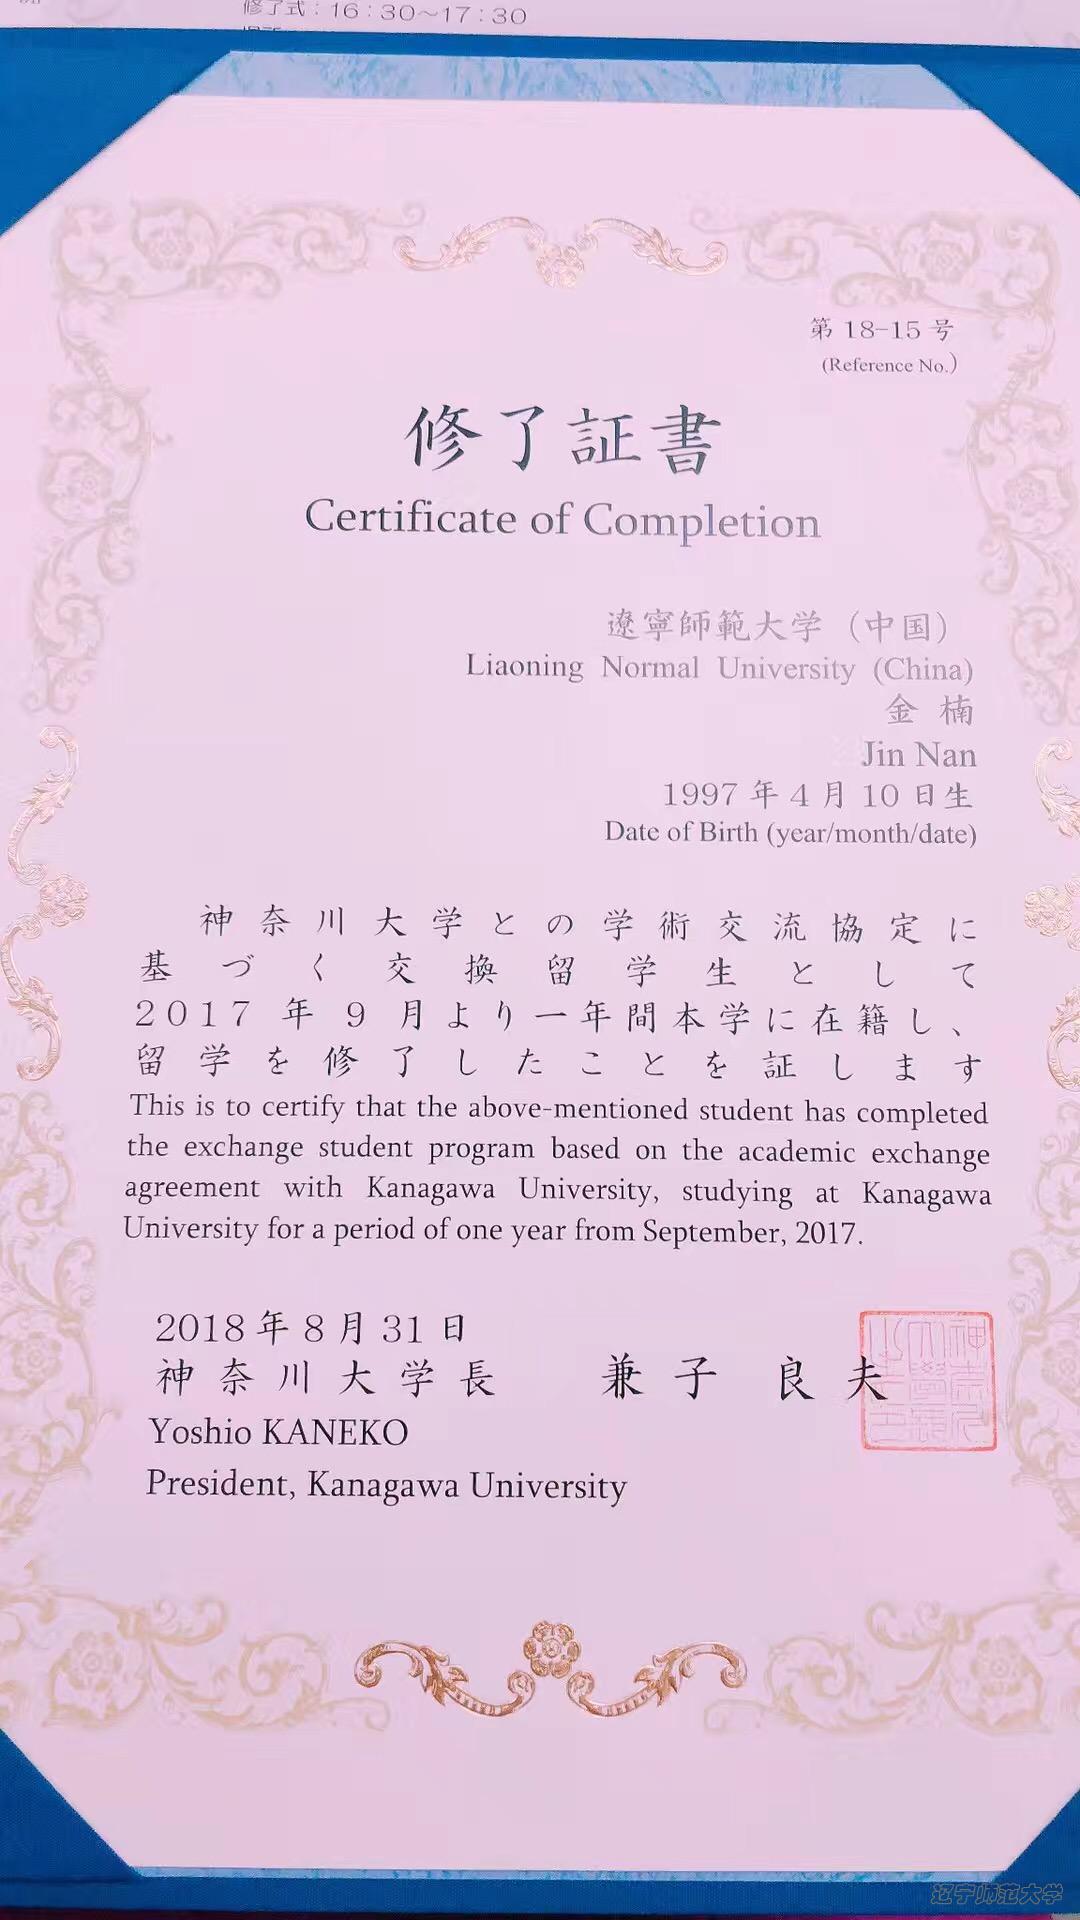 修了式：16：30～17：30
第 18-15 号
(Reference No.)
修了証書
Certificate of Completion
遼寧師範大学（中国）
Liaoning Normal University (China)
金 楠
Jin Nan
1997 年 4 月 10 日生
Date of Birth (year/month/date)
神奈川大学との学術交流協定に
基づく交換留学生として
2017 年 9 月より一年間本学に在籍し、
留学を修了したことを証します
This is to certify that the above-mentioned student has completed
the exchange student program based on the academic exchange
agreement with Kanagawa University, studying at Kanagawa
University for a period of one year from September, 2017.
2018 年 8 月 31 日
神奈川大学長 兼子 良夫
Yoshio KANEKO
President, Kanagawa University
辽宁师范大学